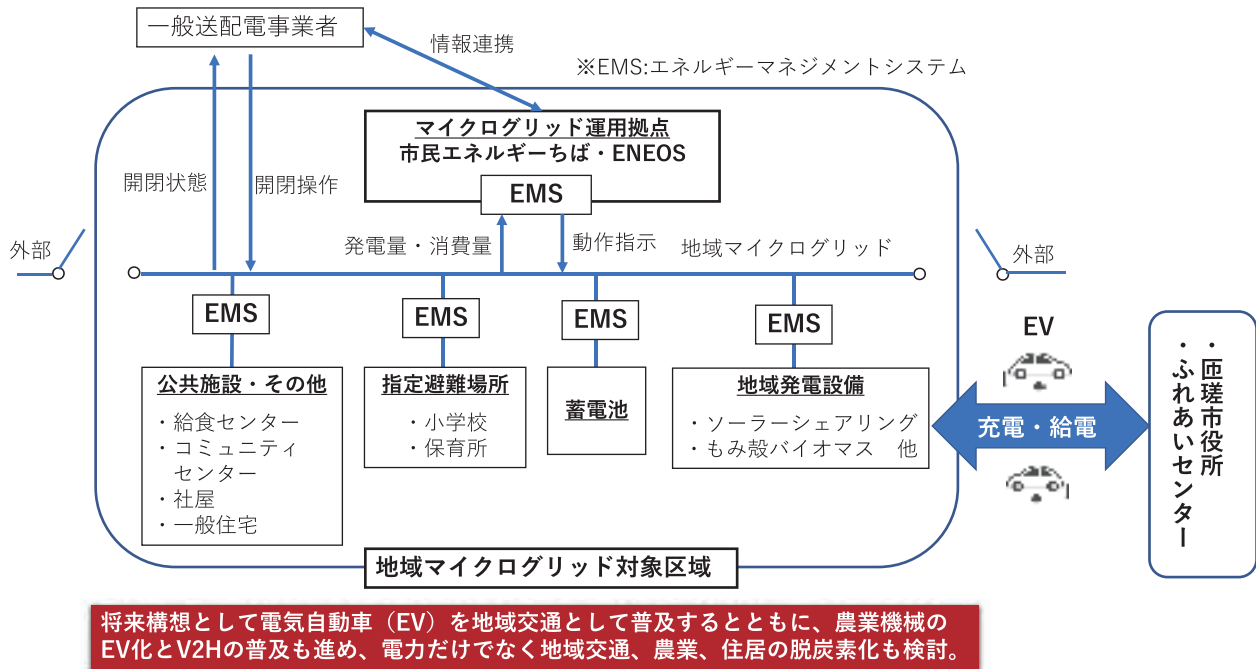 一般送配電事業者
情報連携
※EMS:エネルギーマネジメントシステム
マイクログリッド運用拠点
市民エネルギーちば・ENEOS
EMS
開閉状態
開閉操作
発電量・消費量
動作指示
地域マイクログリッド
外部
外部
EMS
EMS
EMS
EMS
公共施設・その他
・給食センター
・コミュニティ
センター
・社屋
・一般住宅
指定避難場所
・小学校
・保育所
蓄電池
地域発電設備
・ソーラーシェアリング
・もみ殻バイオマス 他
EV
充電・給電
・匝瑳市役所
・ふれあいセンター
地域マイクログリッド対象区域
将来構想として電気自動車（EV）を地域交通として普及するとともに、農業機械の
EV化とV2Hの普及も進め、電力だけでなく地域交通、農業、住居の脱炭素化も検討。